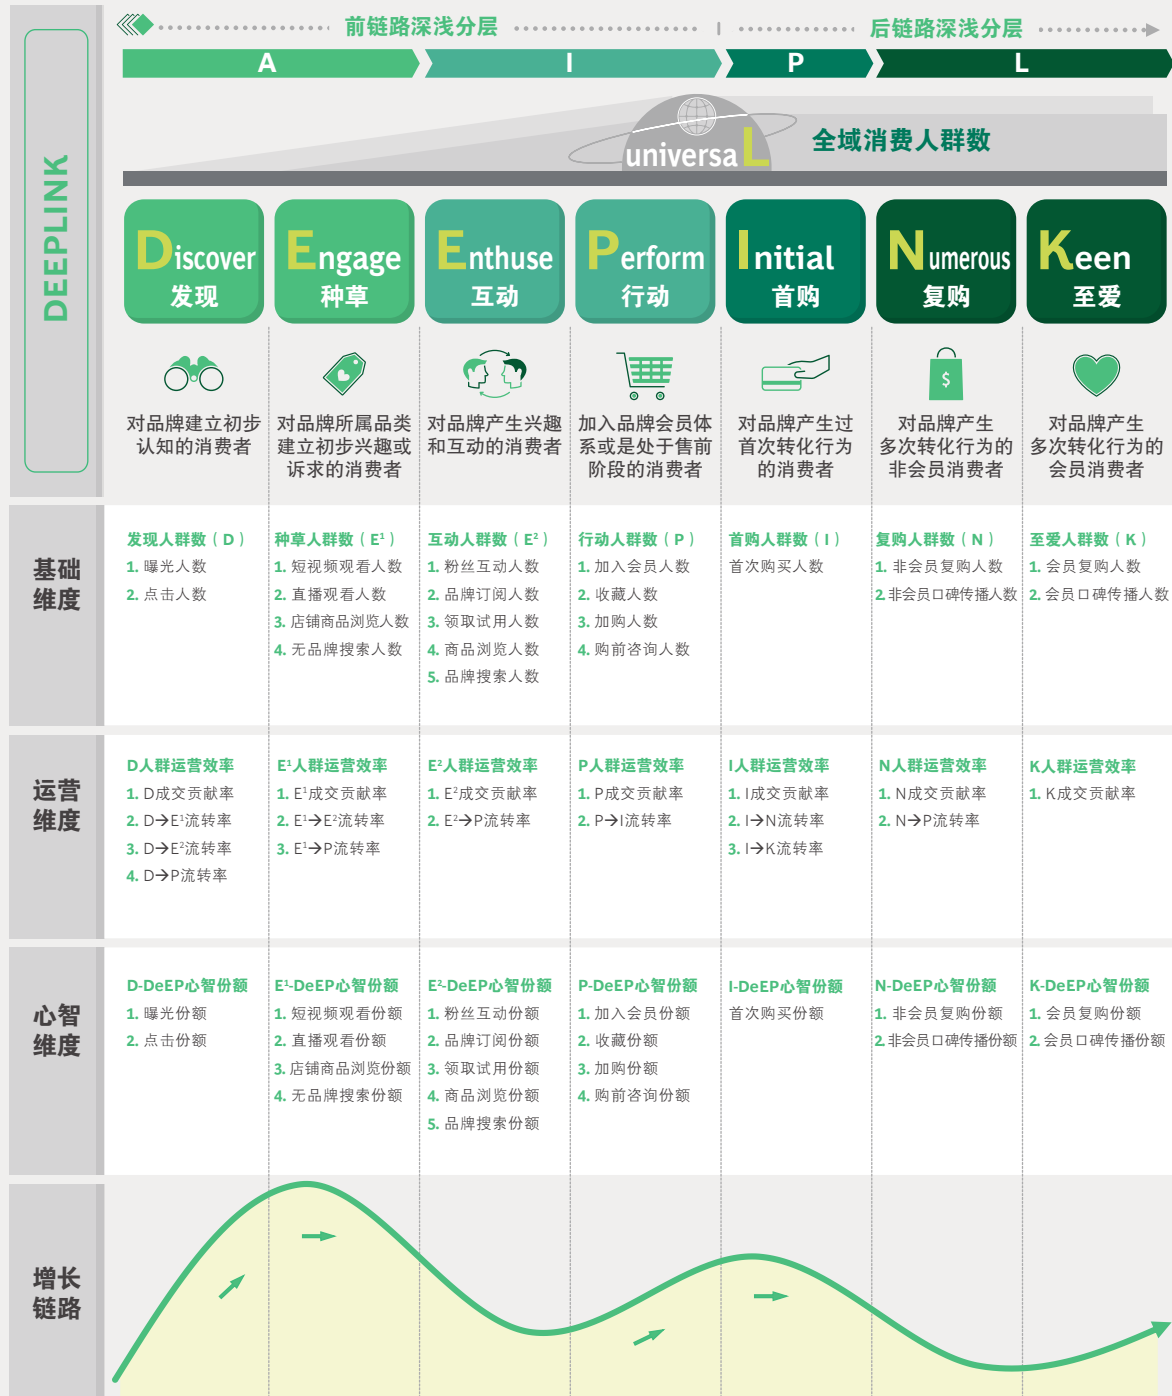 前链路深浅分层
后链路深浅分层
A
I
P
L
universaL
全域消费人群数
DEEPLINK
Discover
发现
Engage
种草
Enthuse
互动
Perform
行动
Initial
首购
Numerous
复购
Keen
至爱
$
对品牌建立初步
认知的消费者
对品牌所属品类
建立初步兴趣或
诉求的消费者
对品牌产生兴趣
和互动的消费者
加入品牌会员体
系或是处于售前
阶段的消费者
对品牌产生过
首次转化行为
的消费者
对品牌产生
多次转化行为的
非会员消费者
对品牌产生
多次转化行为的
会员消费者
基础
维度
发现人群数（D）
1. 曝光人数
2. 点击人数
种草人群数（E¹）
1. 短视频观看人数
2. 直播观看人数
3. 店铺商品浏览人数
4. 无品牌搜索人数
互动人群数（E²）
1. 粉丝互动人数
2. 品牌订阅人数
3. 领取试用人数
4. 商品浏览人数
5. 品牌搜索人数
行动人群数（P）
1. 加入会员人数
2. 收藏人数
3. 加购人数
4. 购前咨询人数
首购人群数（I）
首次购买人数
复购人群数（N）
1. 非会员复购人数
2. 非会员口碑传播人数
至爱人群数（K）
1. 会员复购人数
2. 会员口碑传播人数
运营
维度
D人群运营效率
1. D成交贡献率
2. D→E¹流转率
3. D→E²流转率
4. D→P流转率
E¹人群运营效率
1. E¹成交贡献率
2. E¹→E²流转率
3. E¹→P流转率
E²人群运营效率
1. E²成交贡献率
2. E²→P流转率
P人群运营效率
1. P成交贡献率
2. P→I流转率
I人群运营效率
1. I成交贡献率
2. I→N流转率
3. I→K流转率
N人群运营效率
1. N成交贡献率
2. N→P流转率
K人群运营效率
1. K成交贡献率
心智
维度
D-DeEP心智份额
1. 曝光份额
2. 点击份额
E¹-DeEP心智份额
1. 短视频观看份额
2. 直播观看份额
3. 店铺商品浏览份额
4. 无品牌搜索份额
E²-DeEP心智份额
1. 粉丝互动份额
2. 品牌订阅份额
3. 领取试用份额
4. 商品浏览份额
5. 品牌搜索份额
P-DeEP心智份额
1. 加入会员份额
2. 收藏份额
3. 加购份额
4. 购前咨询份额
I-DeEP心智份额
首次购买份额
N-DeEP心智份额
1. 非会员复购份额
2. 非会员口碑传播份额
K-DeEP心智份额
1. 会员复购份额
2. 会员口碑传播份额
增长
链路